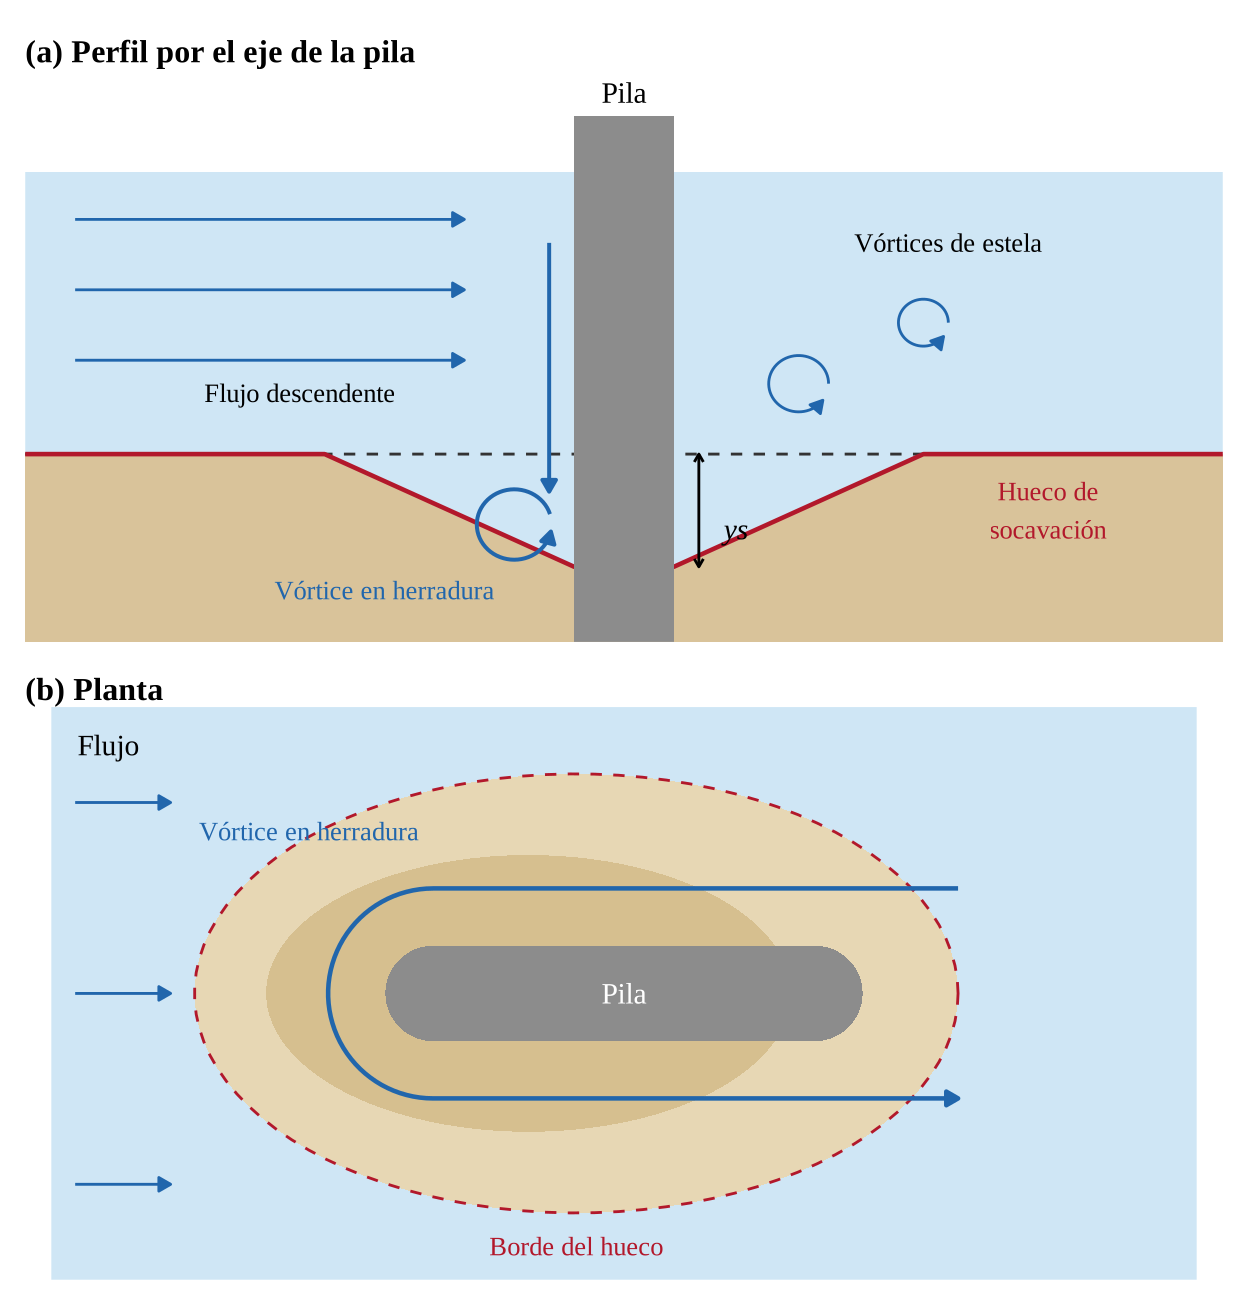 (a) Perfil por el eje de la pila
Pila
Vórtices de estela
Flujo descendente
Hueco de
socavación
ys
Vórtice en herradura
(b) Planta
Flujo
Vórtice en herradura
Pila
Borde del hueco